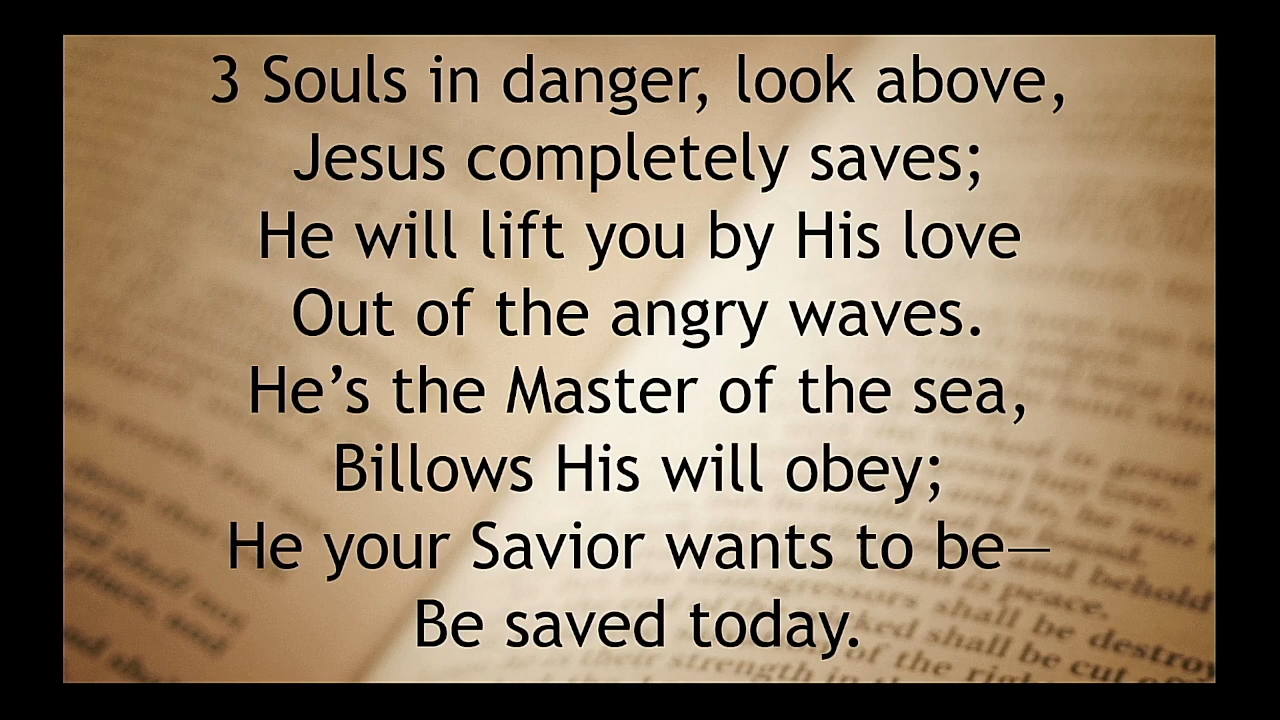 3 Souls in danger, look above,
Jesus completely saves;
He will lift you by His love
Out of the angry waves.
He’s the Master of the sea,
Billows His will obey;
He your Savior wants to be—
Be saved today.